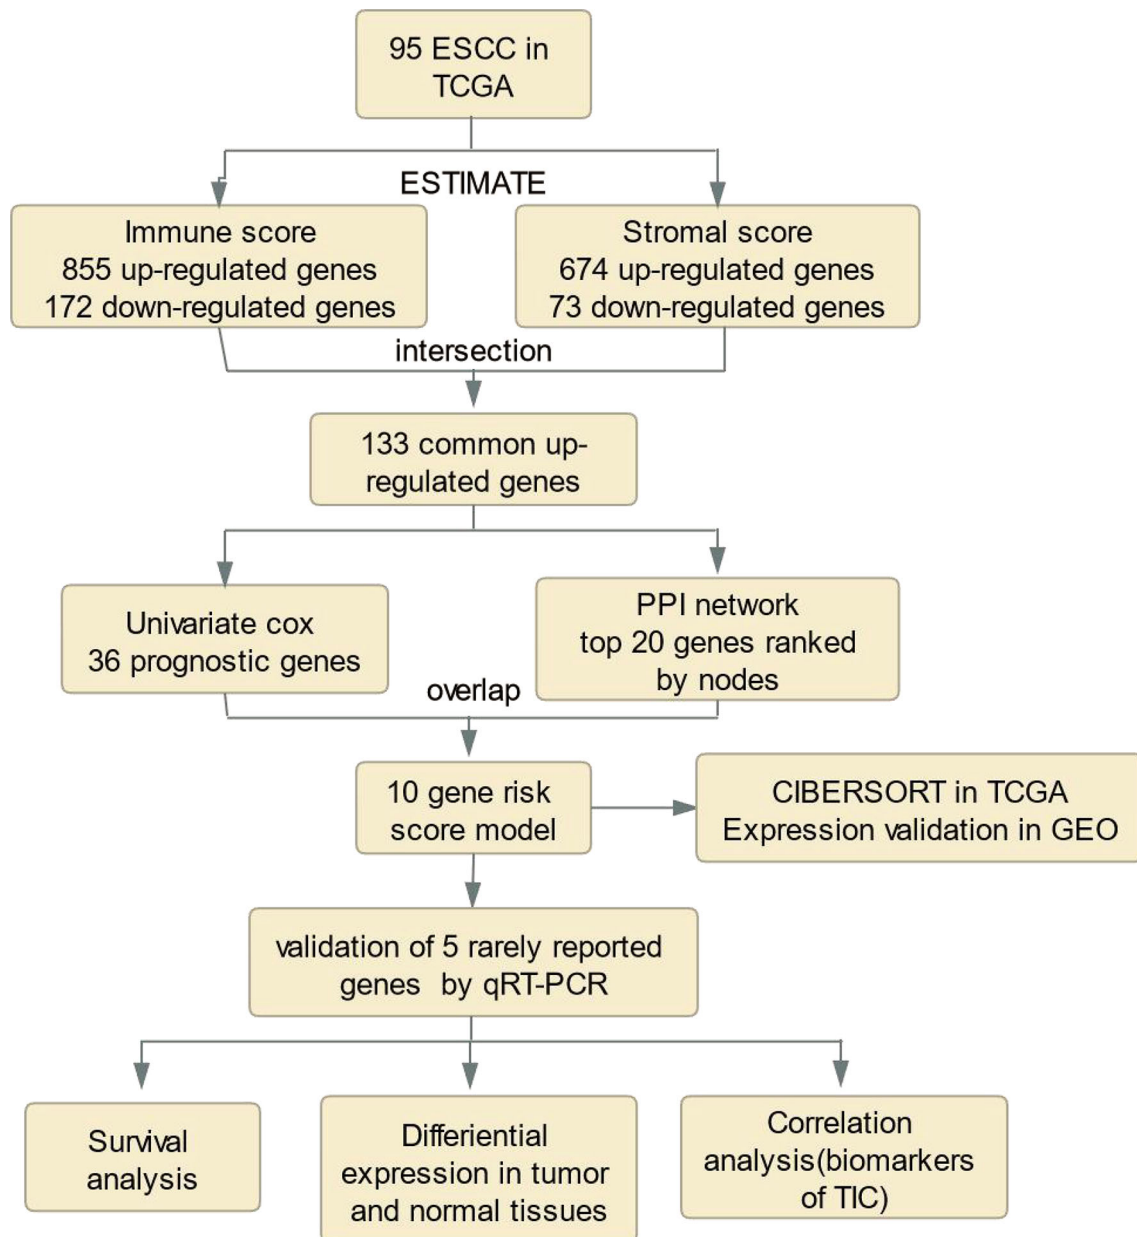 95 ESCC in
TCGA
ESTIMATE
Immune score
855 up-regulated genes
172 down-regulated genes
Stromal score
674 up-regulated genes
73 down-regulated genes
intersection
133 common up-
regulated genes
Univariate cox
36 prognostic genes
PPI network
top 20 genes ranked
by nodes
overlap
10 gene risk
score model
CIBERSORT in TCGA
Expression validation in GEO
validation of 5 rarely reported
genes by qRT-PCR
Survival
analysis
Differiential
expression in tumor
and normal tissues
Correlation
analysis(biomarkers
of TIC)